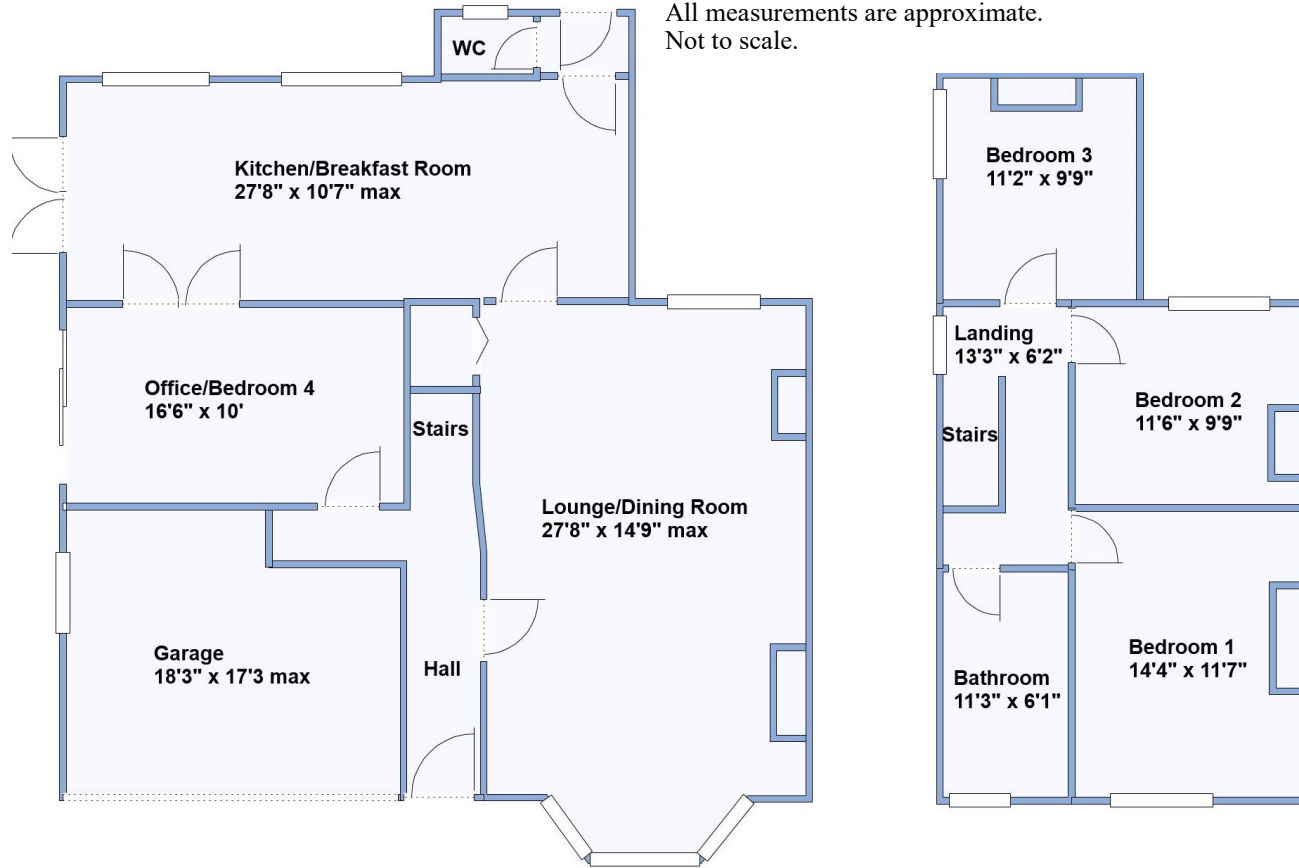 All measurements are approximate.
Not to scale.
WC
Kitchen/Breakfast Room
27'8" x 10'7" max
Office/Bedroom 4
16'6" x 10'
Stairs
Lounge/Dining Room
27'8" x 14'9" max
Garage
18'3" x 17'3 max
Hall
Bedroom 3
11'2" x 9'9"
Landing
13'3" x 6'2"
Bedroom 2
11'6" x 9'9"
Stairs
Bedroom 1
14'4" x 11'7"
Bathroom
11'3" x 6'1"